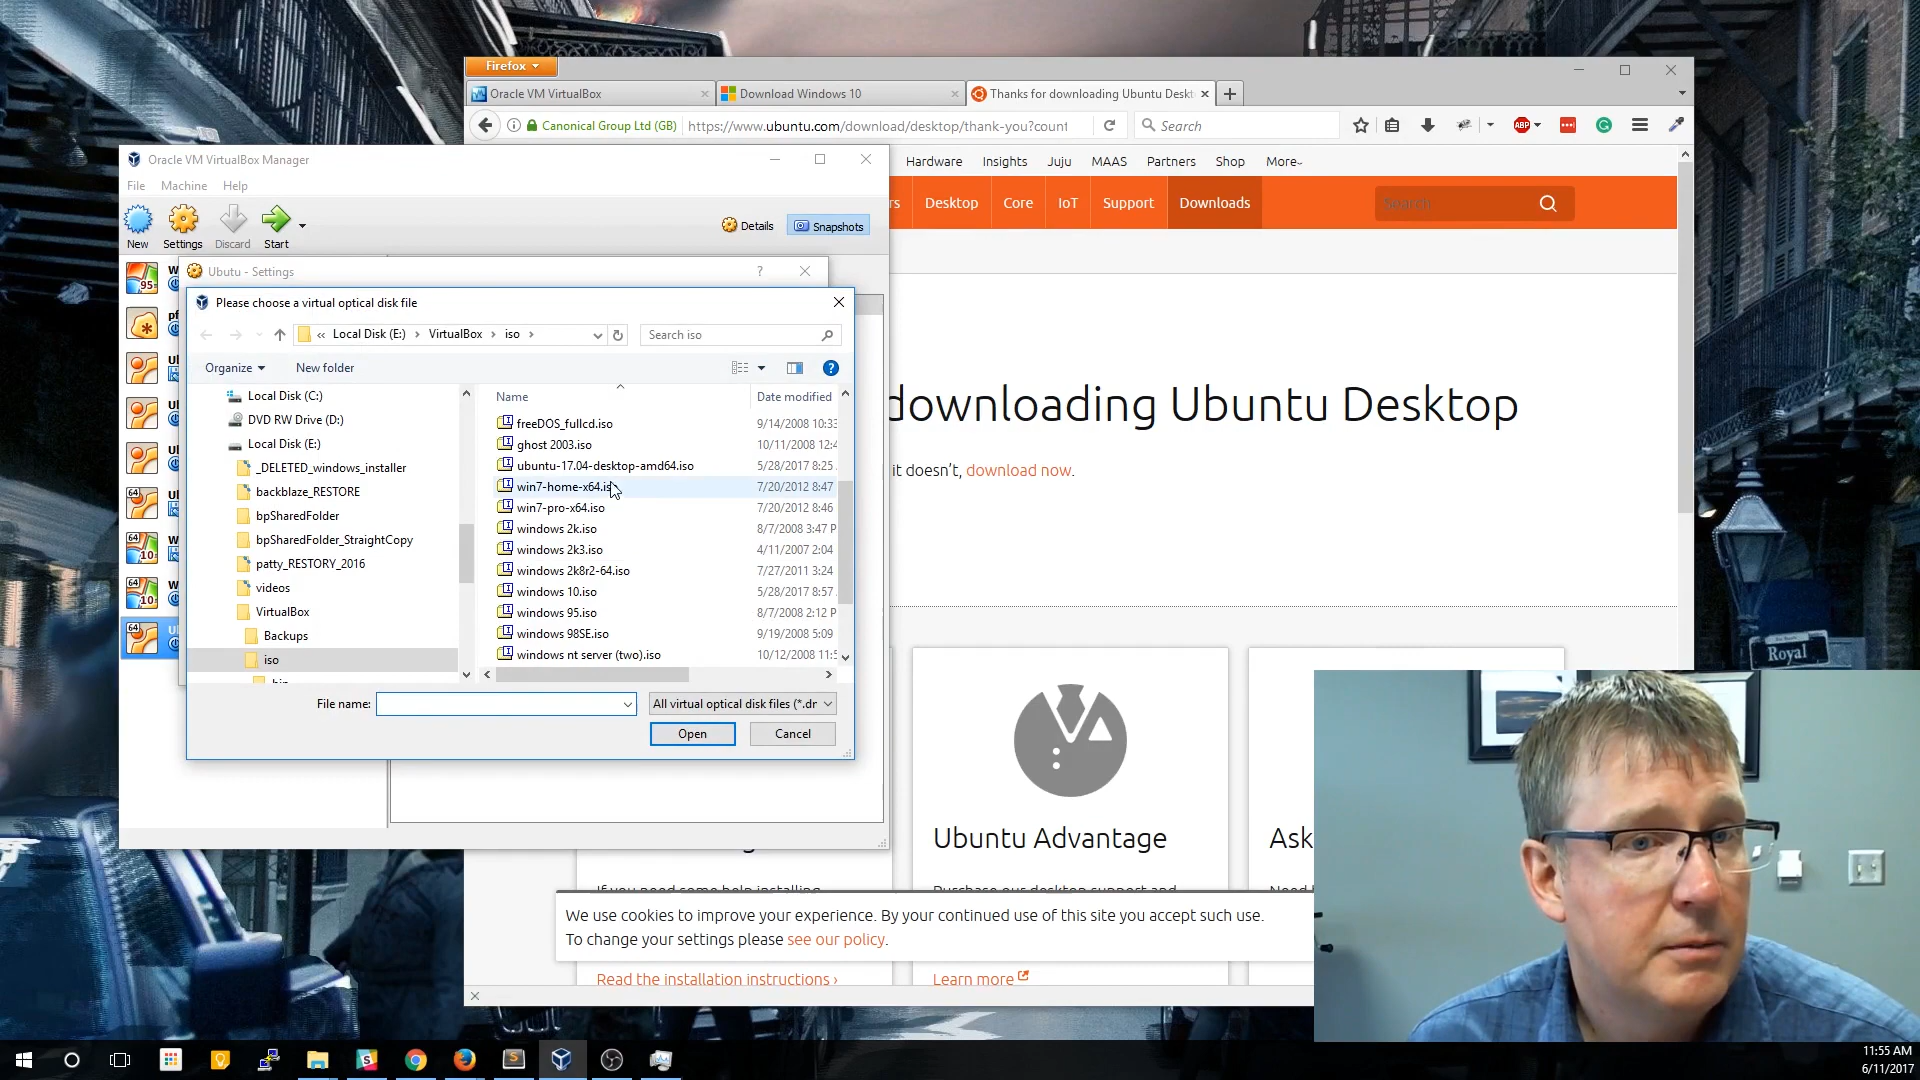 Firefox
Oracle VM VirtualBox
Download Windows 10
Thanks for downloading Ubuntu Deskt
Canonical Group Ltd (GB)
https://www.ubuntu.com/download/desktop/thank-you?count
Search
ABP
Oracle VM VirtualBox Manager
File Machine Help
New Settings Discard Start
Details Snapshots
Hardware Insights Juju MAAS Partners Shop More
rs Desktop Core IoT Support Downloads
Search
Ubutu - Settings
?
Please choose a virtual optical disk file
« Local Disk (E:) › VirtualBox › iso ›
Search iso
Organize New folder
Local Disk (C:)
DVD RW Drive (D:)
Local Disk (E:)
_DELETED_windows_installer
backblaze_RESTORE
bpSharedFolder
bpSharedFolder_StraightCopy
patty_RESTORY_2016
videos
VirtualBox
Backups
iso
Name Date modified
freeDOS_fullcd.iso 9/14/2008 10:33
ghost 2003.iso 10/11/2008 12:4
ubuntu-17.04-desktop-amd64.iso 5/28/2017 8:25
win7-home-x64.is 7/20/2012 8:47
win7-pro-x64.iso 7/20/2012 8:46
windows 2k.iso 8/7/2008 3:47 P
windows 2k3.iso 4/11/2007 2:04
windows 2k8r2-64.iso 7/27/2011 3:24
windows 10.iso 5/28/2017 8:57
windows 95.iso 8/7/2008 2:12 P
windows 98SE.iso 9/19/2008 5:09
windows nt server (two).iso 10/12/2008 11:5
File name:
All virtual optical disk files (*.dr
Open Cancel
downloading Ubuntu Desktop
it doesn't, download now.
Royal
Ubuntu Advantage
Ask
We use cookies to improve your experience. By your continued use of this site you accept such use.
To change your settings please see our policy.
Read the installation instructions ›
Learn more
11:55 AM
6/11/2017